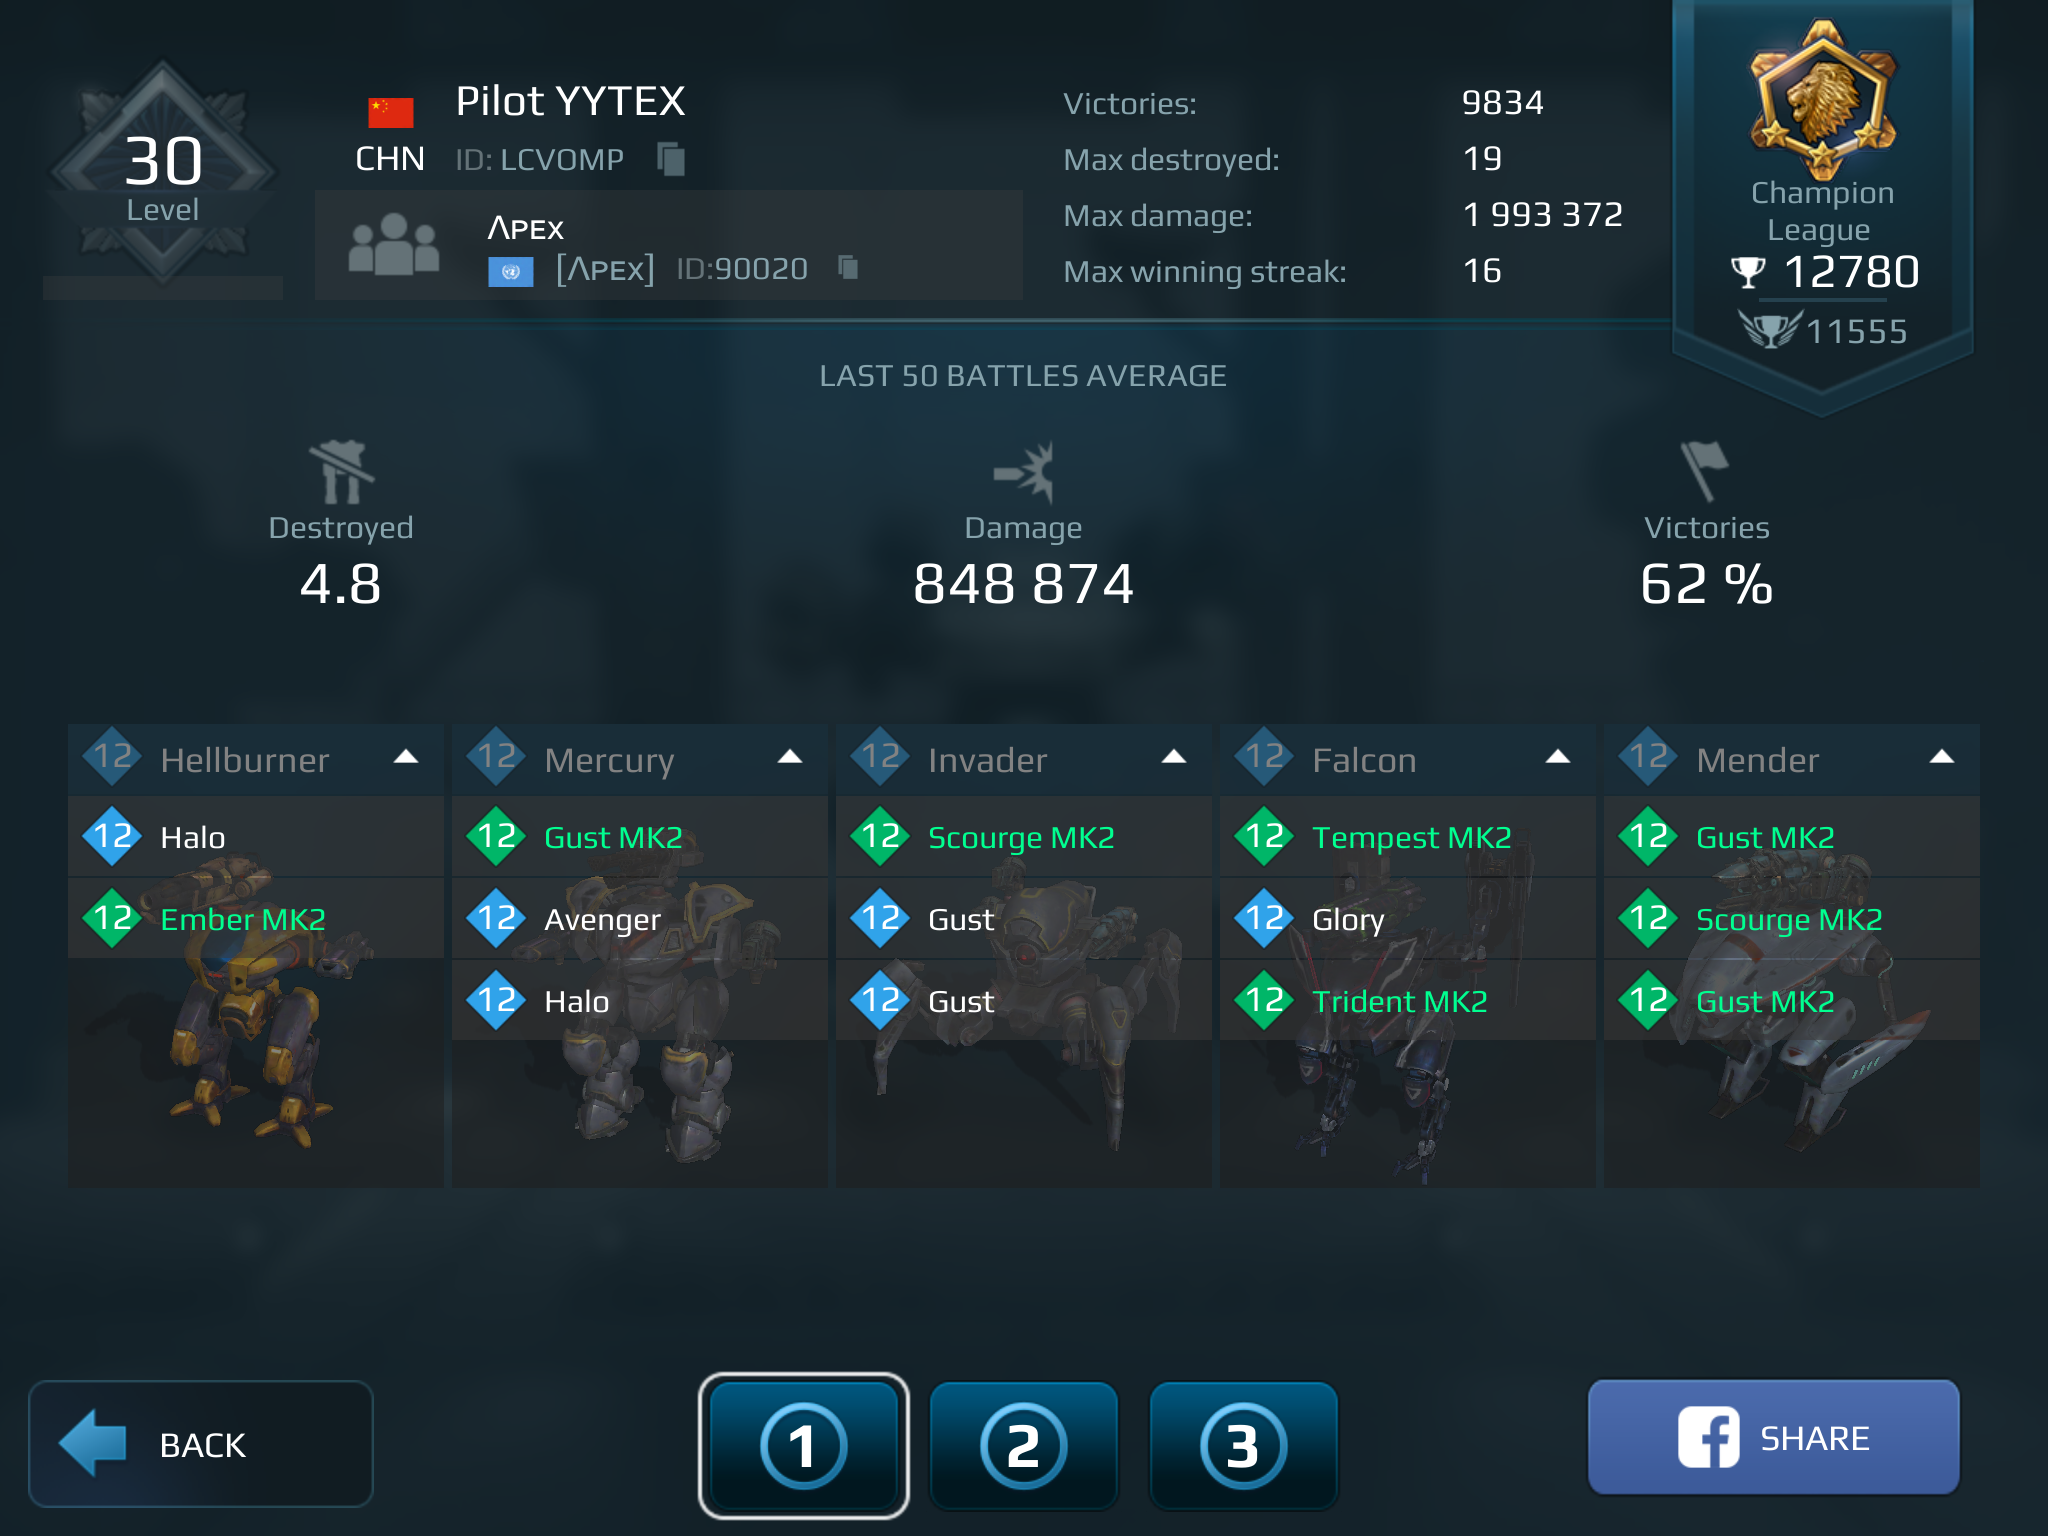 30
Level
CHN
Pilot YYTEX
ID: LCVOMP
ΛPEX
[ΛPEX] ID:90020
Victories: 9834
Max destroyed: 19
Max damage: 1 993 372
Max winning streak: 16
Champion
League
12780
11555
LAST 50 BATTLES AVERAGE
Destroyed
4.8
Damage
848 874
Victories
62 %
12 Hellburner
12 Halo
12 Ember MK2
12 Mercury
12 Gust MK2
12 Avenger
12 Halo
12 Invader
12 Scourge MK2
12 Gust
12 Gust
12 Falcon
12 Tempest MK2
12 Glory
12 Trident MK2
12 Mender
12 Gust MK2
12 Scourge MK2
12 Gust MK2
BACK
1
2
3
f SHARE